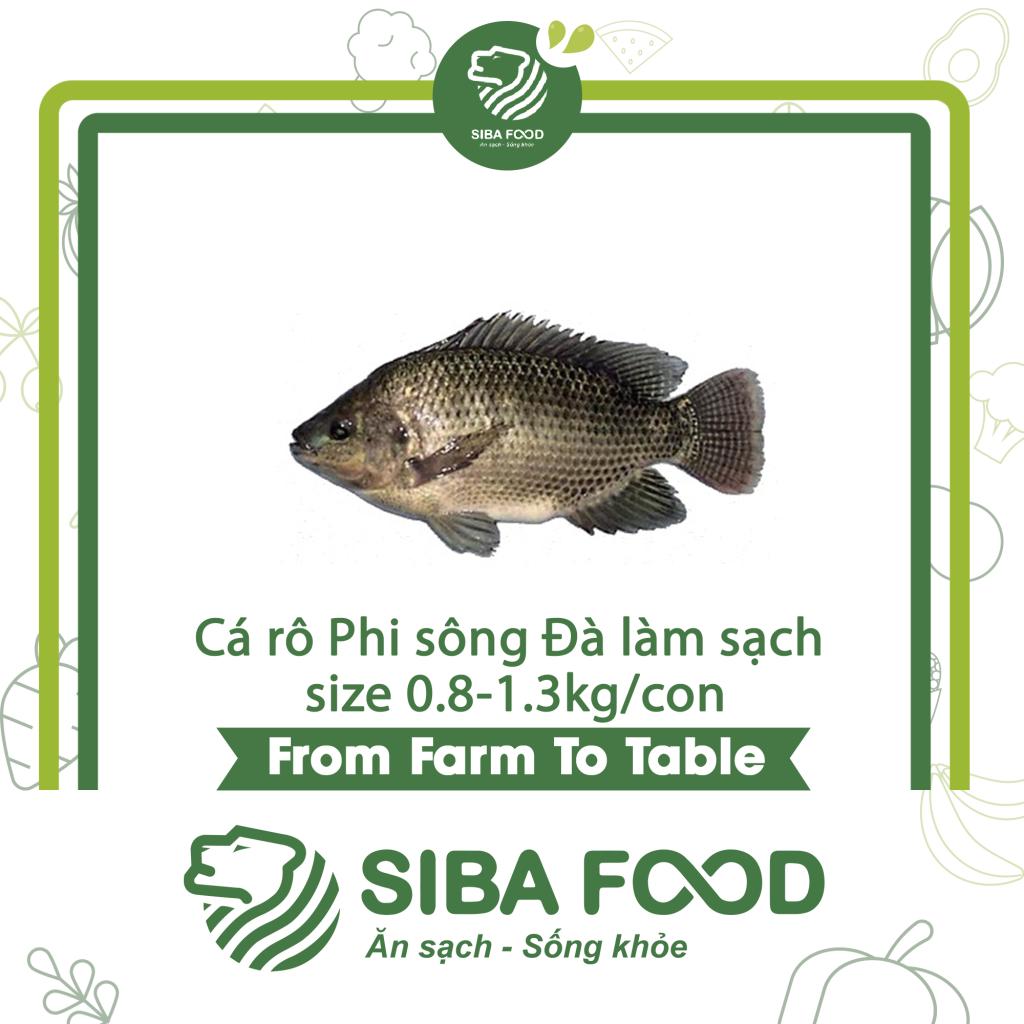 SIBA FOOD
Ăn sạch - Sống khỏe
Cá rô Phi sông Đà làm sạch
size 0.8-1.3kg/con
From Farm To Table
SIBA FOOD
Ăn sạch - Sống khỏe